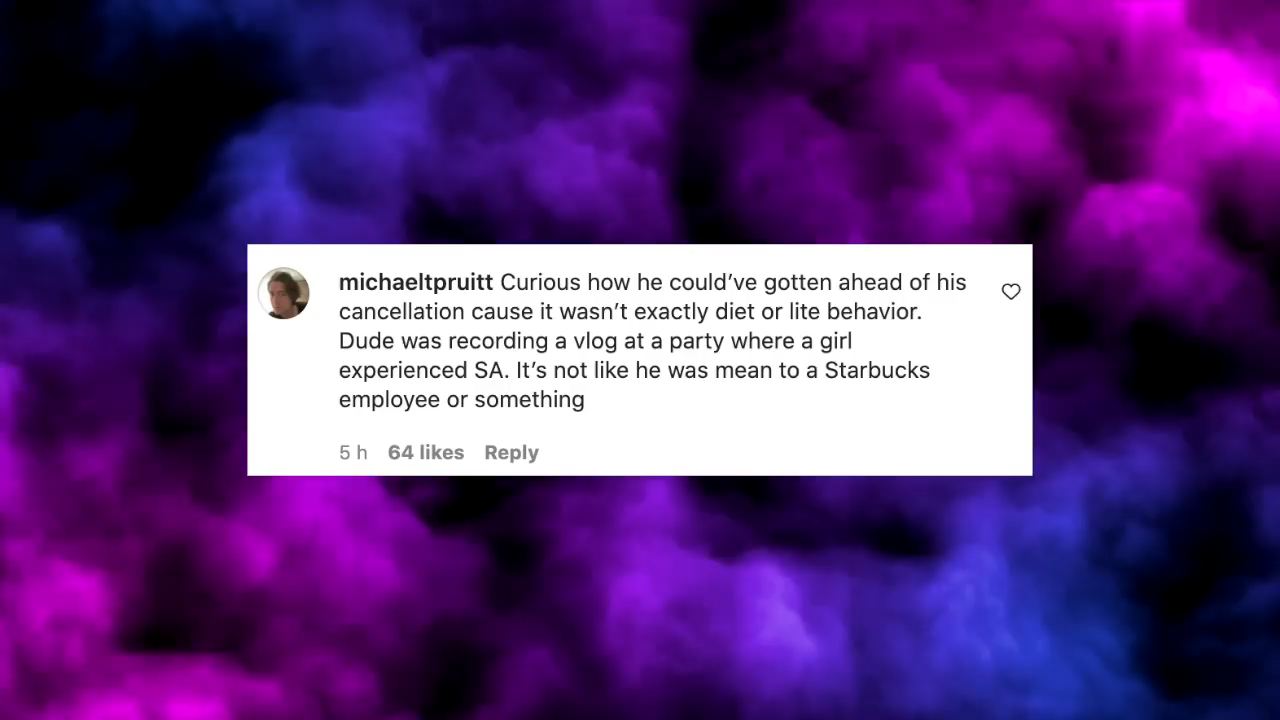 michaeltpruitt Curious how he could’ve gotten ahead of his
cancellation cause it wasn’t exactly diet or lite behavior.
Dude was recording a vlog at a party where a girl
experienced SA. It’s not like he was mean to a Starbucks
employee or something
5 h 64 likes Reply